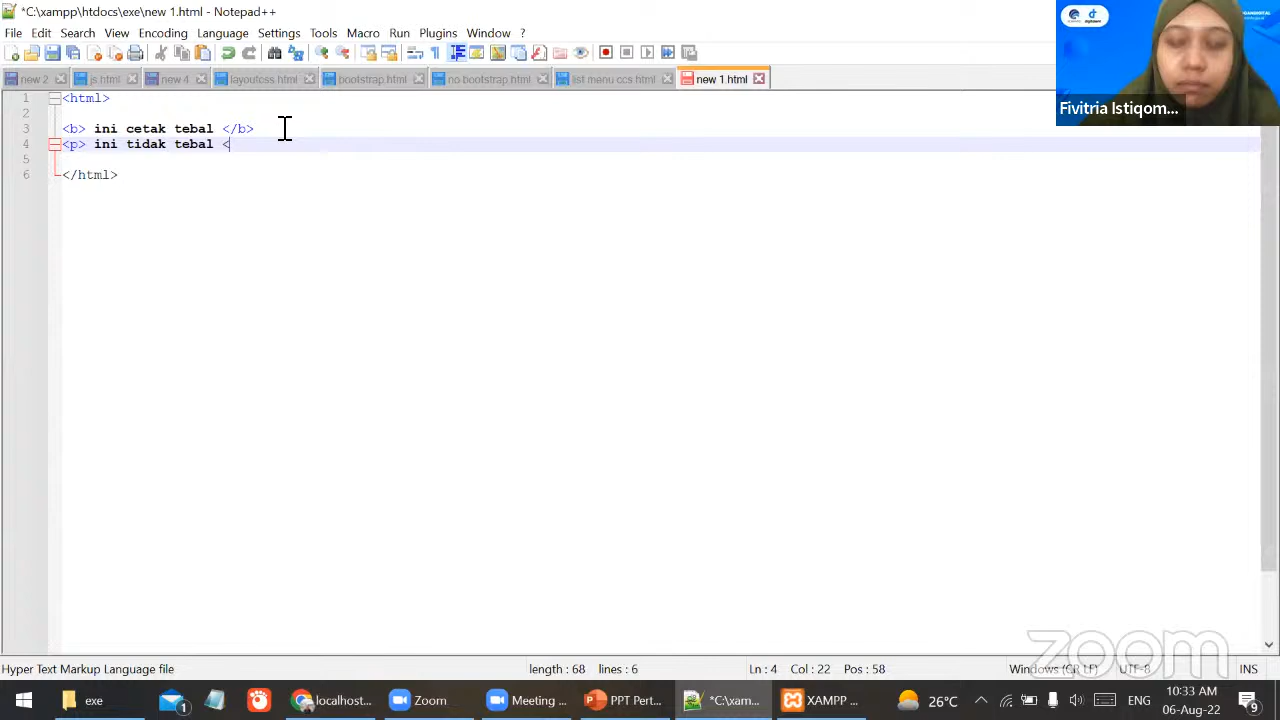 *C:\xampp\htdocs\exe\new 1.html - Notepad++
File Edit Search View Encoding Language Settings Tools Macro Run Plugins Window ?
new 2 js.html new 4 layoutcss.html bootstrap.html no bootstrap.html list menu ccs.html new 1.html
Fivitria Istiqom...
1 <html>
2
3 <b> ini cetak tebal </b>
4 <p> ini tidak tebal <
5
6 </html>
zoom
Hyper Text Markup Language file length : 68 lines : 6 Ln : 4 Col : 22 Pos : 58 Windows (CR LF) UTF-8 INS
exe 1 localhost... Zoom Meeting ... PPT Pert... *C:\xam... XAMPP ... 26°C ENG 10:33 AM 9
06-Aug-22